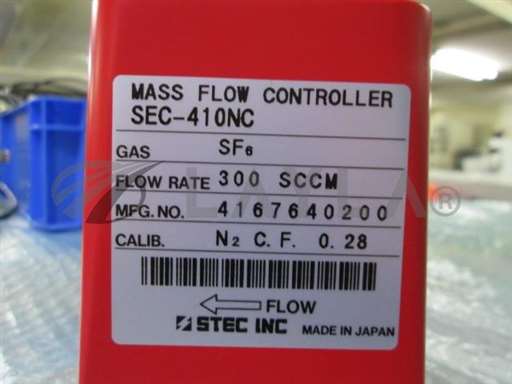 MASS FLOW CONTROLLER
SEC-410NC
GAS SF₆
FLOW RATE 300 SCCM
MFG.NO. 4167640200
CALIB. N₂ C.F. 0.28
FLOW
STEC INC MADE IN JAPAN